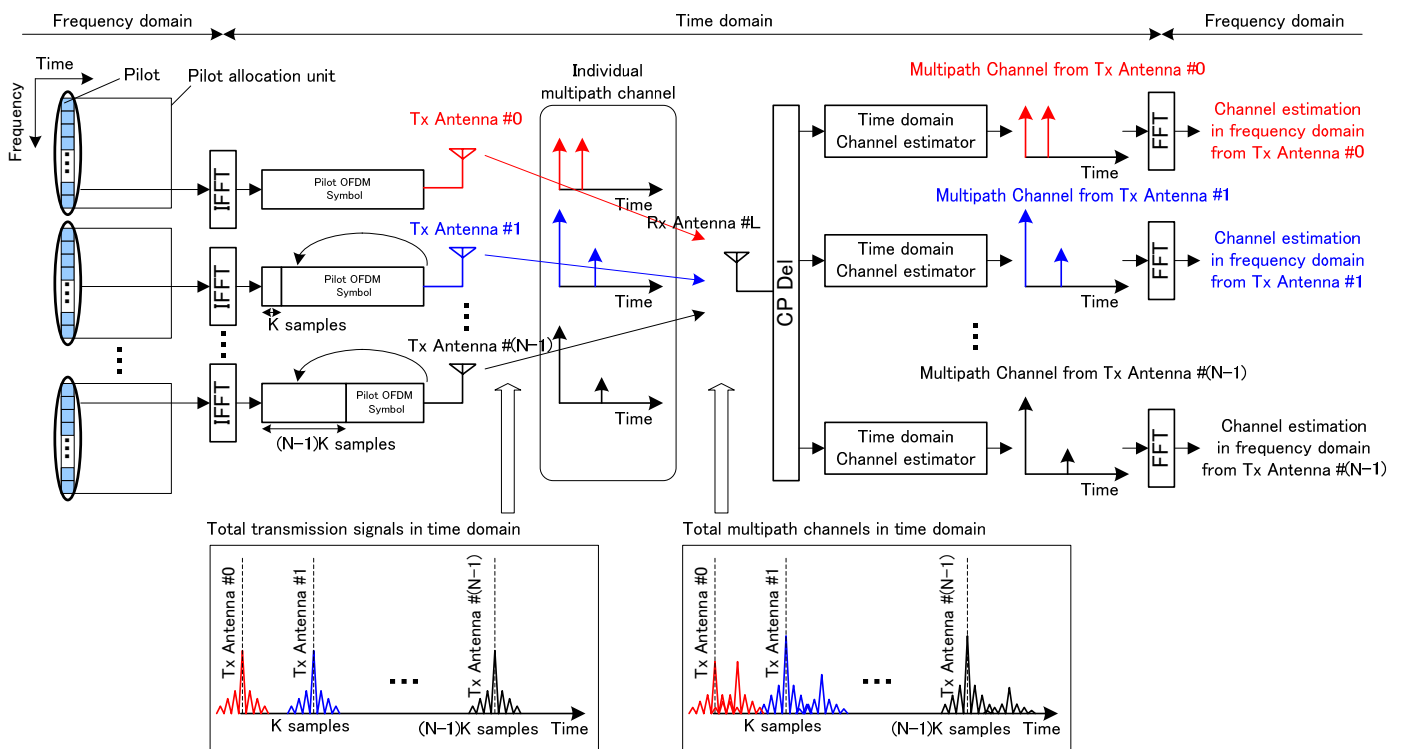 Frequency domain
Time domain
Frequency domain
Time
Pilot
Pilot allocation unit
Frequency
IFFT
Pilot OFDM
Symbol
Tx Antenna #0
IFFT
Pilot OFDM
Symbol
K samples
Tx Antenna #1
IFFT
Pilot OFDM
Symbol
(N-1)K samples
Tx Antenna #(N-1)
Individual
multipath channel
Time
Time
Time
Rx Antenna #L
CP Del
Multipath Channel from Tx Antenna #0
Time domain
Channel estimator
Time
FFT
Channel estimation
in frequency domain
from Tx Antenna #0
Multipath Channel from Tx Antenna #1
Time domain
Channel estimator
Time
FFT
Channel estimation
in frequency domain
from Tx Antenna #1
Multipath Channel from Tx Antenna #(N-1)
Time domain
Channel estimator
Time
FFT
Channel estimation
in frequency domain
from Tx Antenna #(N-1)
Total transmission signals in time domain
Tx Antenna #0
Tx Antenna #1
Tx Antenna #(N-1)
K samples
(N-1)K samples
Time
Total multipath channels in time domain
Tx Antenna #0
Tx Antenna #1
Tx Antenna #(N-1)
K samples
(N-1)K samples
Time